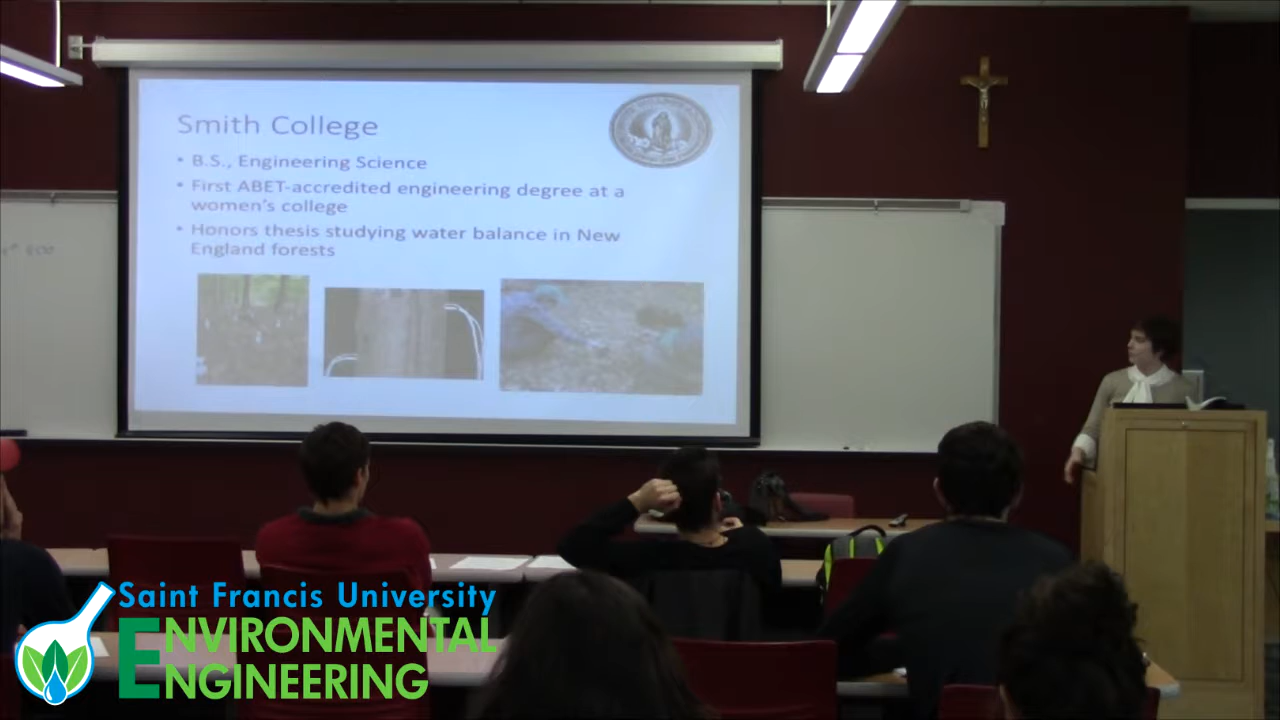 Smith College
• B.S., Engineering Science
• First ABET-accredited engineering degree at a
women's college
• Honors thesis studying water balance in New
England forests
Saint Francis University
ENVIRONMENTAL
ENGINEERING